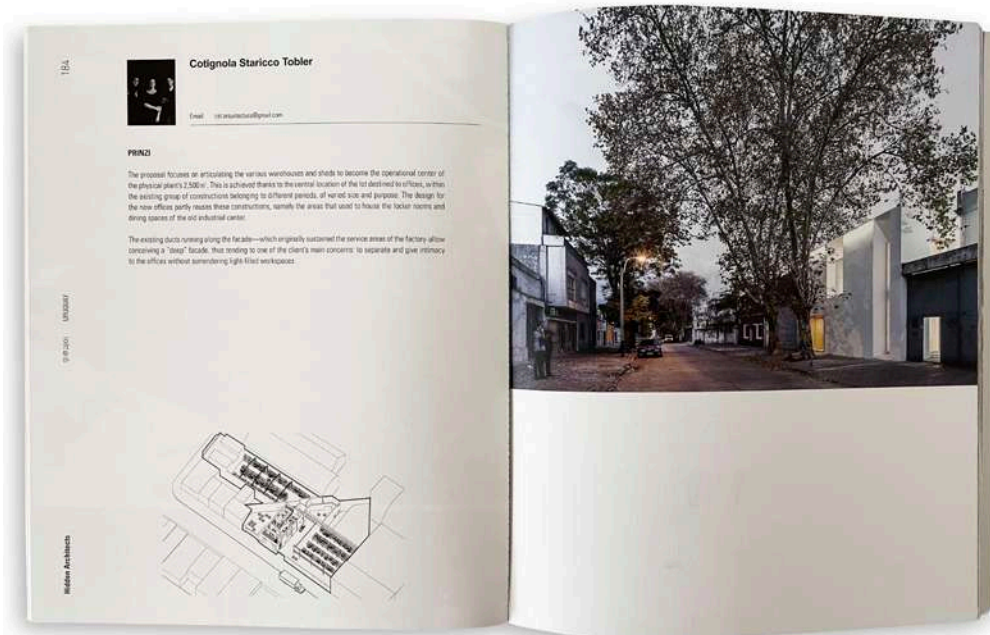 184
Cotignola Staricco Tobler
Email
PRINZI
The proposal focuses on articulating the various warehouses and sheds to become the operational center of
the physical plant's 2,500 m². This is achieved thanks to the central location of the lot destined to offices, within
the existing group of constructions belonging to different periods, of varied size and purpose. The design for
the new offices partly reuses these constructions, namely the areas that used to house the locker rooms and
dining spaces of the old industrial center.
The existing ducts running along the facade—which originally sustained the service areas of the factory allow
conceiving a "deep" facade, thus tending to one of the client's main concerns: to separate and give intimacy
to the offices without surrendering light-filled workspaces.
Uruguay
Hidden Architects